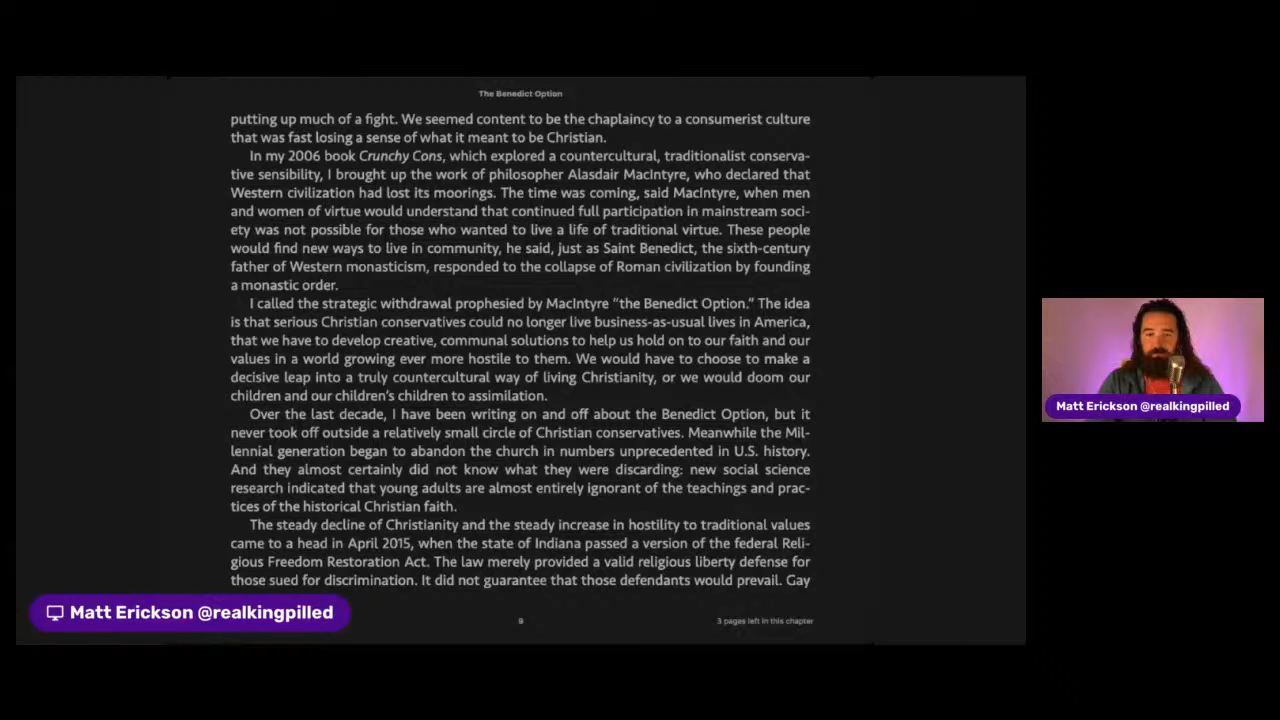 The Benedict Option
putting up much of a fight. We seemed content to be the chaplaincy to a consumerist culture
that was fast losing a sense of what it meant to be Christian.
In my 2006 book Crunchy Cons, which explored a countercultural, traditionalist conserva-
tive sensibility, I brought up the work of philosopher Alasdair MacIntyre, who declared that
Western civilization had lost its moorings. The time was coming, said MacIntyre, when men
and women of virtue would understand that continued full participation in mainstream soci-
ety was not possible for those who wanted to live a life of traditional virtue. These people
would find new ways to live in community, he said, just as Saint Benedict, the sixth-century
father of Western monasticism, responded to the collapse of Roman civilization by founding
a monastic order.
I called the strategic withdrawal prophesied by MacIntyre “the Benedict Option.” The idea
is that serious Christian conservatives could no longer live business-as-usual lives in America,
that we have to develop creative, communal solutions to help us hold on to our faith and our
values in a world growing ever more hostile to them. We would have to choose to make a
decisive leap into a truly countercultural way of living Christianity, or we would doom our
children and our children’s children to assimilation.
Over the last decade, I have been writing on and off about the Benedict Option, but it
never took off outside a relatively small circle of Christian conservatives. Meanwhile the Mil-
lennial generation began to abandon the church in numbers unprecedented in U.S. history.
And they almost certainly did not know what they were discarding: new social science
research indicated that young adults are almost entirely ignorant of the teachings and prac-
tices of the historical Christian faith.
The steady decline of Christianity and the steady increase in hostility to traditional values
came to a head in April 2015, when the state of Indiana passed a version of the federal Reli-
gious Freedom Restoration Act. The law merely provided a valid religious liberty defense for
those sued for discrimination. It did not guarantee that those defendants would prevail. Gay
9
3 pages left in this chapter
Matt Erickson @realkingpilled
Matt Erickson @realkingpilled